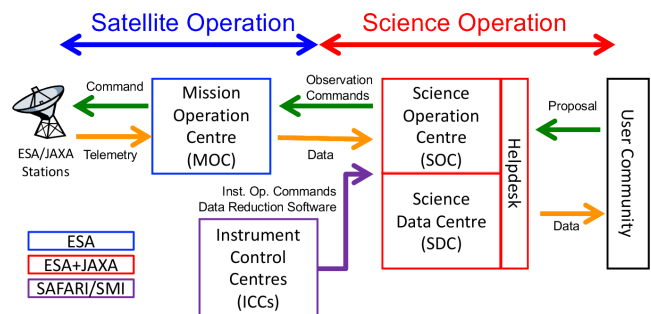 Satellite Operation
Science Operation
Command
Telemetry
ESA/JAXA
Stations
Mission
Operation
Centre
(MOC)
Observation
Commands
Data
Science
Operation
Centre
(SOC)
Science
Data Centre
(SDC)
Helpdesk
Proposal
Data
User Community
Inst. Op. Commands
Data Reduction Software
Instrument
Control
Centres
(ICCs)
ESA
ESA+JAXA
SAFARI/SMI